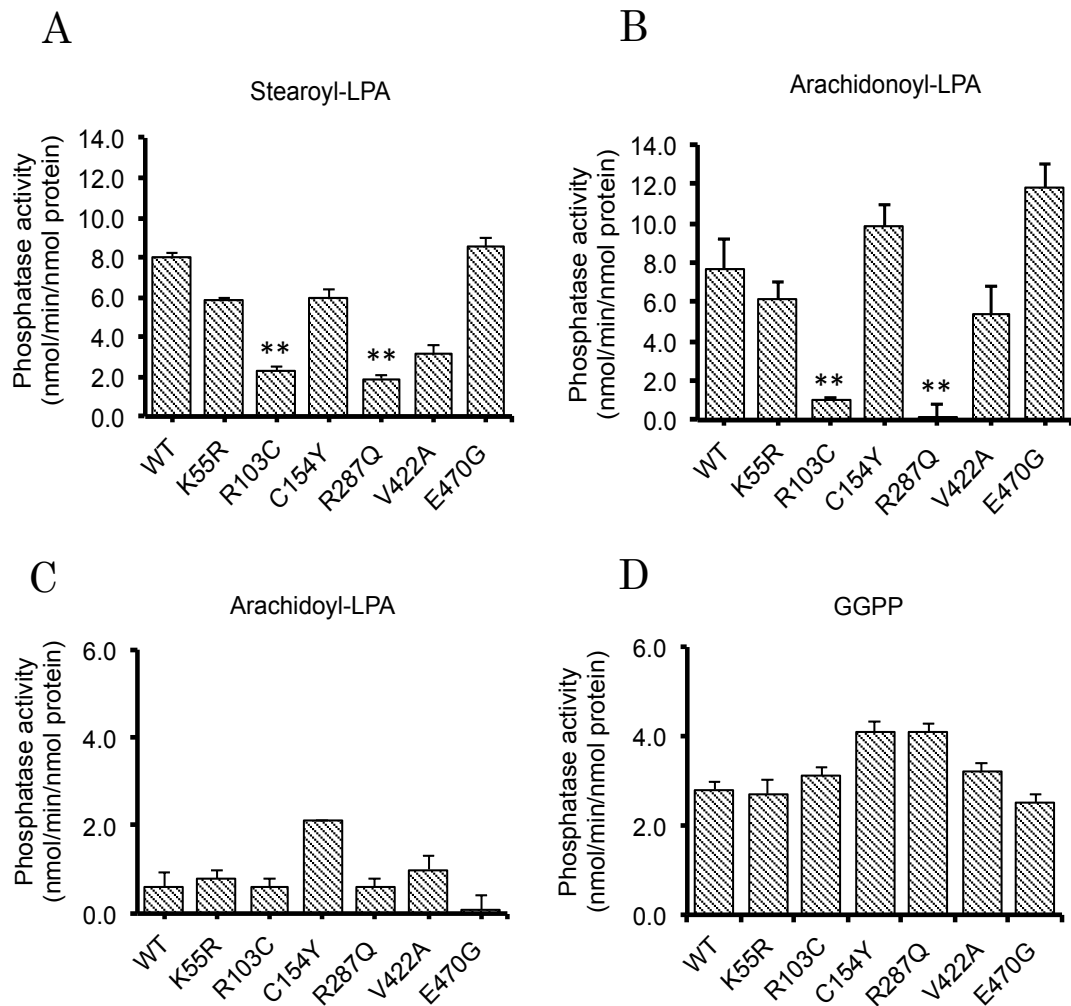 A
Stearoyl-LPA
Phosphatase activity
(nmol/min/nmol protein)
14.0
12.0
10.0
8.0
6.0
4.0
2.0
0.0
**
**
WT
K55R
R103C
C154Y
R287Q
V422A
E470G
B
Arachidonoyl-LPA
Phosphatase activity
(nmol/min/nmol protein)
14.0
12.0
10.0
8.0
6.0
4.0
2.0
0.0
**
**
WT
K55R
R103C
C154Y
R287Q
V422A
E470G
C
Arachidoyl-LPA
Phosphatase activity
(nmol/min/nmol protein)
6.0
4.0
2.0
0.0
WT
K55R
R103C
C154Y
R287Q
V422A
E470G
D
GGPP
Phosphatase activity
(nmol/min/nmol protein)
6.0
4.0
2.0
0.0
WT
K55R
R103C
C154Y
R287Q
V422A
E470G